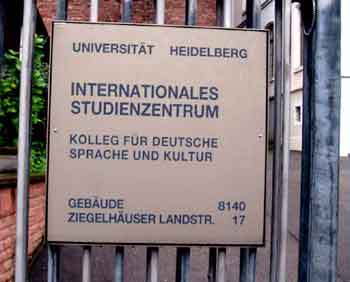 UNIVERSITÄT HEIDELBERG
INTERNATIONALES
STUDIENZENTRUM
KOLLEG FÜR DEUTSCHE
SPRACHE UND KULTUR
GEBÄUDE 8140
ZIEGELHÄUSER LANDSTR. 17